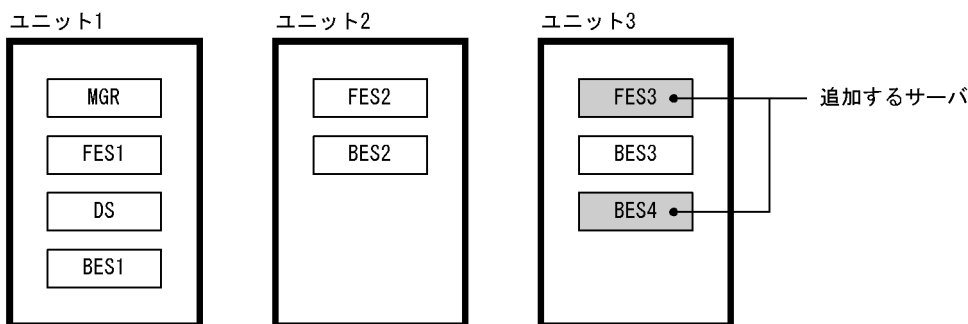 ユニット1
MGR
FES1
DS
BES1
ユニット2
FES2
BES2
ユニット3
FES3
BES3
BES4
追加するサーバ